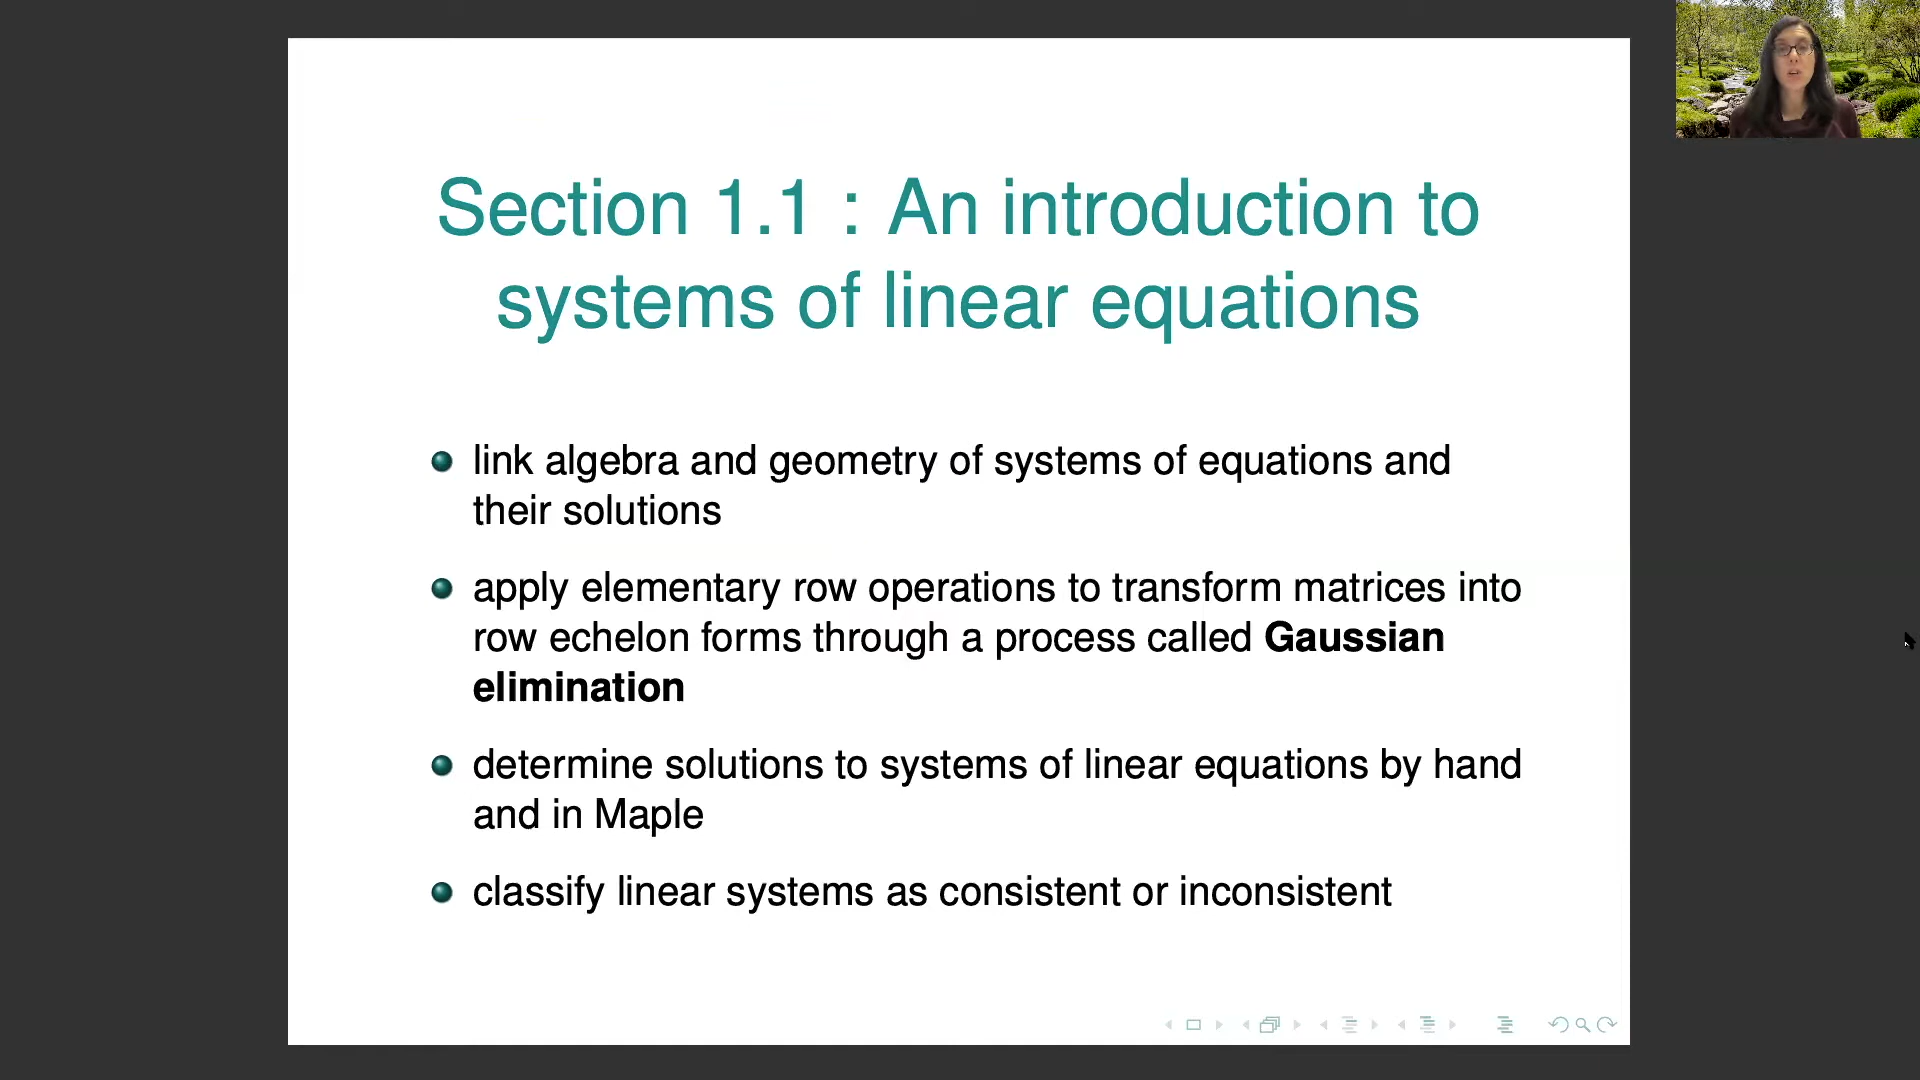 Section 1.1 : An introduction to
systems of linear equations
link algebra and geometry of systems of equations and
their solutions
apply elementary row operations to transform matrices into
row echelon forms through a process called Gaussian
elimination
determine solutions to systems of linear equations by hand
and in Maple
classify linear systems as consistent or inconsistent